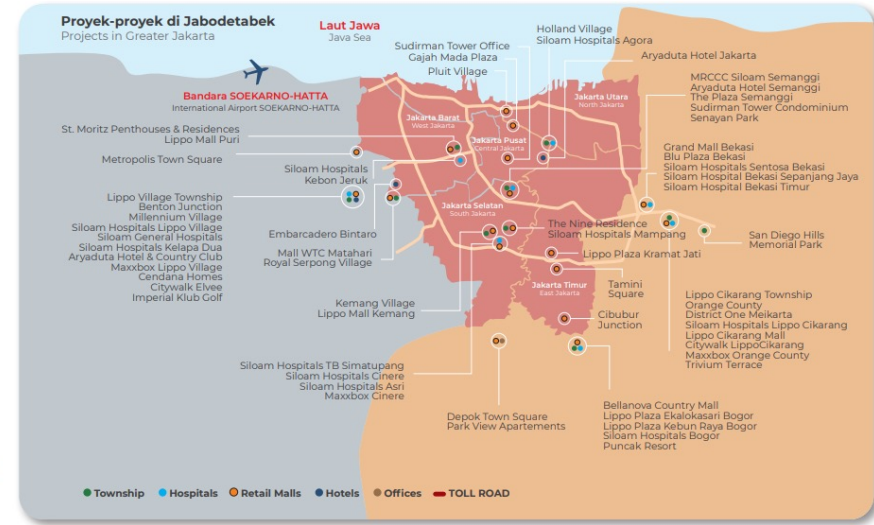 Proyek-proyek di Jabodetabek
Projects in Greater Jakarta
Laut Jawa
Java Sea
Bandara SOEKARNO-HATTA
International Airport SOEKARNO-HATTA
Sudirman Tower Office
Gajah Mada Plaza
Pluit Village
Holland Village
Siloam Hospitals Agora
Aryaduta Hotel Jakarta
MRCCC Siloam Semanggi
Aryaduta Hotel Semanggi
The Plaza Semanggi
Sudirman Tower Condominium
Senayan Park
Jakarta Barat
West Jakarta
Jakarta Pusat
Central Jakarta
Jakarta Utara
North Jakarta
St. Moritz Penthouses & Residences
Lippo Mall Puri
Metropolis Town Square
Siloam Hospitals
Kebon Jeruk
Grand Mall Bekasi
Blu Plaza Bekasi
Siloam Hospitals Sentosa Bekasi
Siloam Hospital Bekasi Sepanjang Jaya
Siloam Hospital Bekasi Timur
Lippo Village Township
Benton Junction
Millennium Village
Siloam Hospitals Lippo Village
Siloam General Hospitals
Siloam Hospitals Kelapa Dua
Aryaduta Hotel & Country Club
Maxxbox Lippo Village
Cendana Homes
Citywalk Elvee
Imperial Klub Golf
Embarcadero Bintaro
Mall WTC Matahari
Royal Serpong Village
Jakarta Selatan
South Jakarta
The Nine Residence
Siloam Hospitals Mampang
Lippo Plaza Kramat Jati
San Diego Hills
Memorial Park
Kemang Village
Lippo Mall Kemang
Jakarta Timur
East Jakarta
Tamini
Square
Cibubur
Junction
Lippo Cikarang Township
Orange County
District One Meikarta
Siloam Hospitals Lippo Cikarang
Lippo Cikarang Mall
Citywalk LippoCikarang
Maxxbox Orange County
Trivium Terrace
Siloam Hospitals TB Simatupang
Siloam Hospitals Cinere
Siloam Hospitals Asri
Maxxbox Cinere
Depok Town Square
Park View Apartements
Bellanova Country Mall
Lippo Plaza Ekalokasari Bogor
Lippo Plaza Kebun Raya Bogor
Siloam Hospitals Bogor
Puncak Resort
Township Hospitals Retail Malls Hotels Offices TOLL ROAD